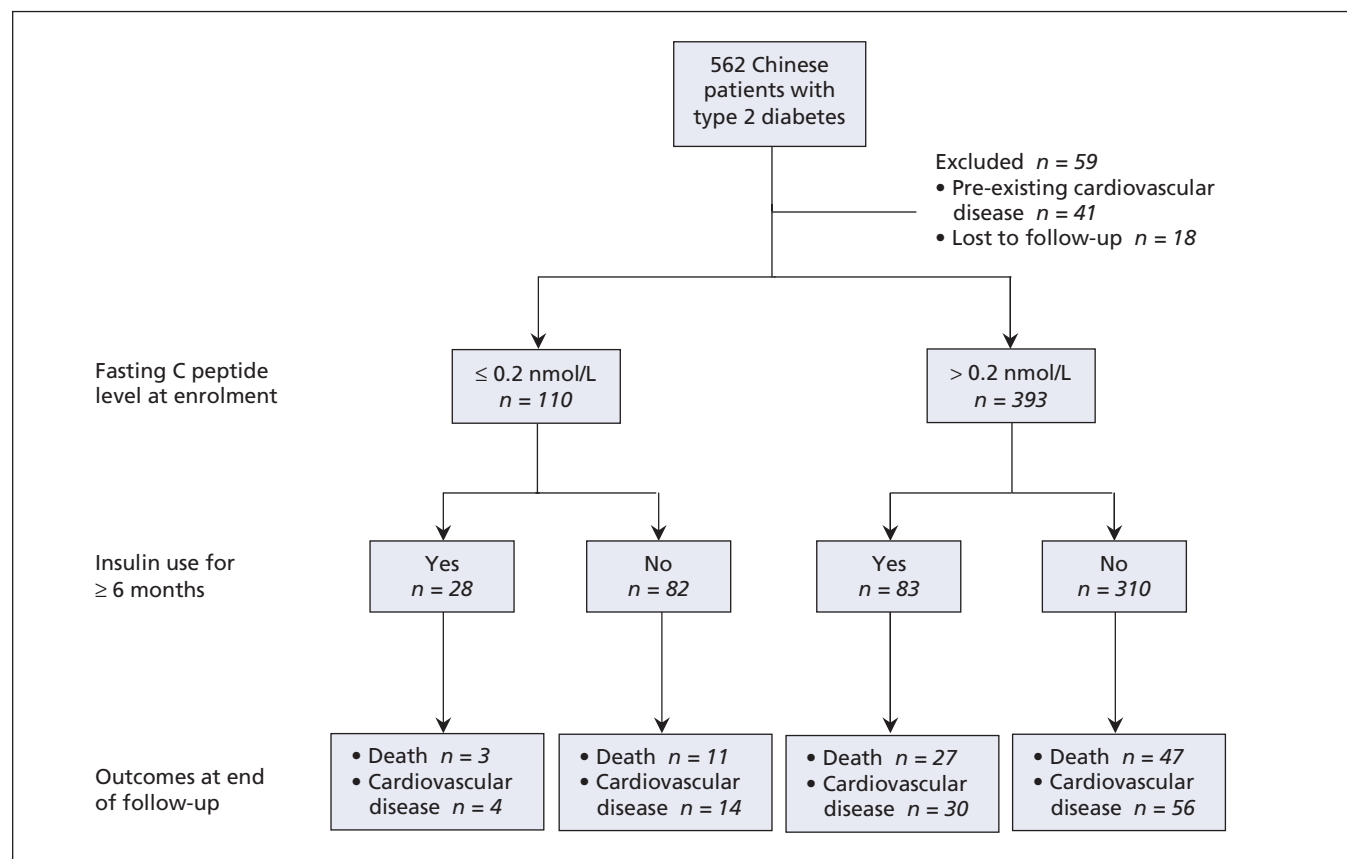 562 Chinese
patients with
type 2 diabetes
Excluded n = 59
• Pre-existing cardiovascular
disease n = 41
• Lost to follow-up n = 18
Fasting C peptide
level at enrolment
≤ 0.2 nmol/L
n = 110
> 0.2 nmol/L
n = 393
Insulin use for
≥ 6 months
Yes
n = 28
No
n = 82
Yes
n = 83
No
n = 310
Outcomes at end
of follow-up
• Death n = 3
• Cardiovascular
disease n = 4
• Death n = 11
• Cardiovascular
disease n = 14
• Death n = 27
• Cardiovascular
disease n = 30
• Death n = 47
• Cardiovascular
disease n = 56